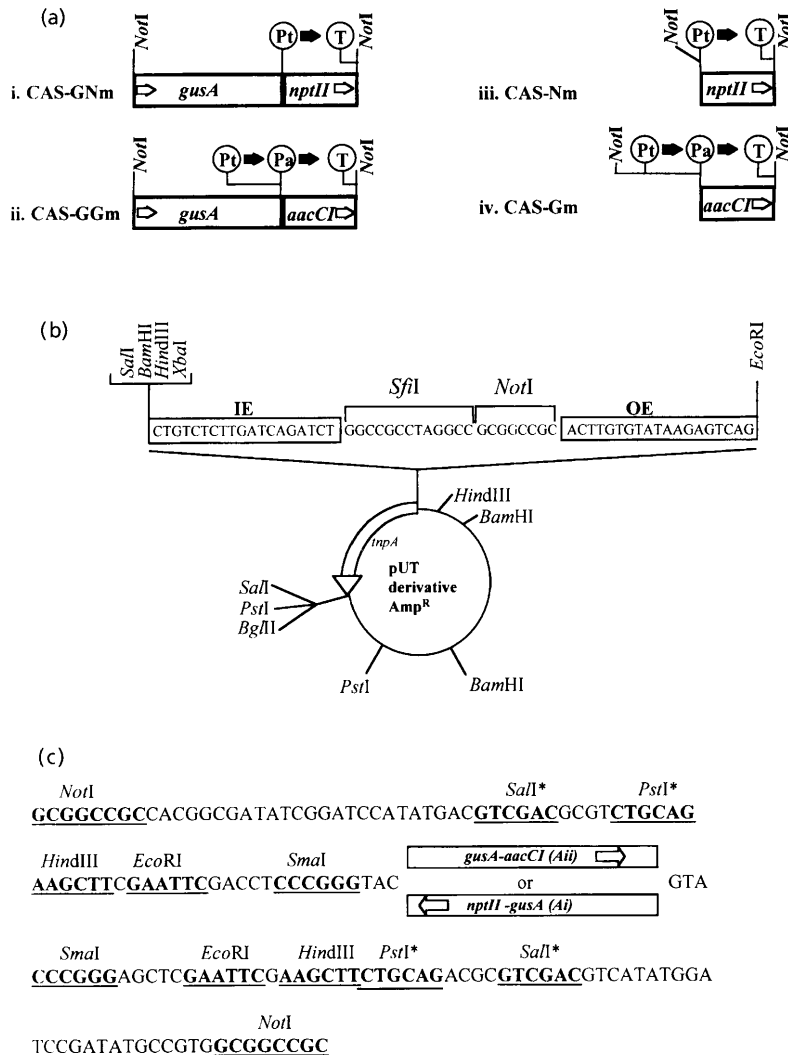 (a)
NotI Pt T NotI
i. CAS-GNm gusA nptII
NotI Pt T
iii. CAS-Nm nptII
NotI Pt Pa T NotI
ii. CAS-GGm gusA aacCI
NotI Pt Pa T NotI
iv. CAS-Gm aacCI
(b)
SalI
BamHI
HindIII
XbaI
SfiI NotI
EcoRI
IE OE
CTGTCTCTTGATCAGATCT GGCCGCCTAGGCC GCGGCCGC ACTTGTGTATAAGAGTCAG
HindIII
BamHI
tnpA
pUT
derivative
AmpR
SalI
PstI
BglII
PstI
BamHI
(c)
NotI SalI* PstI*
GCGGCCGCCACGGCGATATCGGATCCATATGACGTCGACGCGTCTGCAG
HindIII EcoRI SmaI
gusA-aacCI (Aii)
AAGCTTCGAATTCGACCTCCCGGGTAC or GTA
nptII -gusA (Ai)
SmaI EcoRI HindIII PstI* SalI*
CCCGGGAGCTCGAATTCGAAGCTTCTGCAGACGCGTCGACGTCATATGGA
NotI
TCCGATATGCCGTGGCGGCCGC